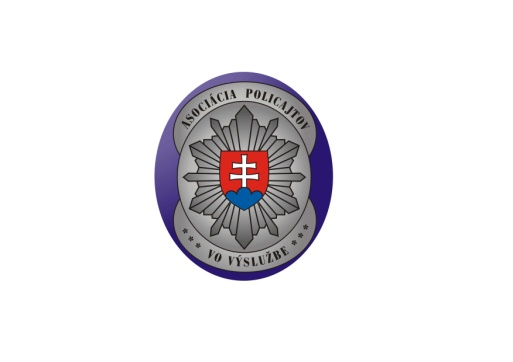 ASOCIÁCIA POLICAJTOV
*** VO VÝSLUŽBE ***